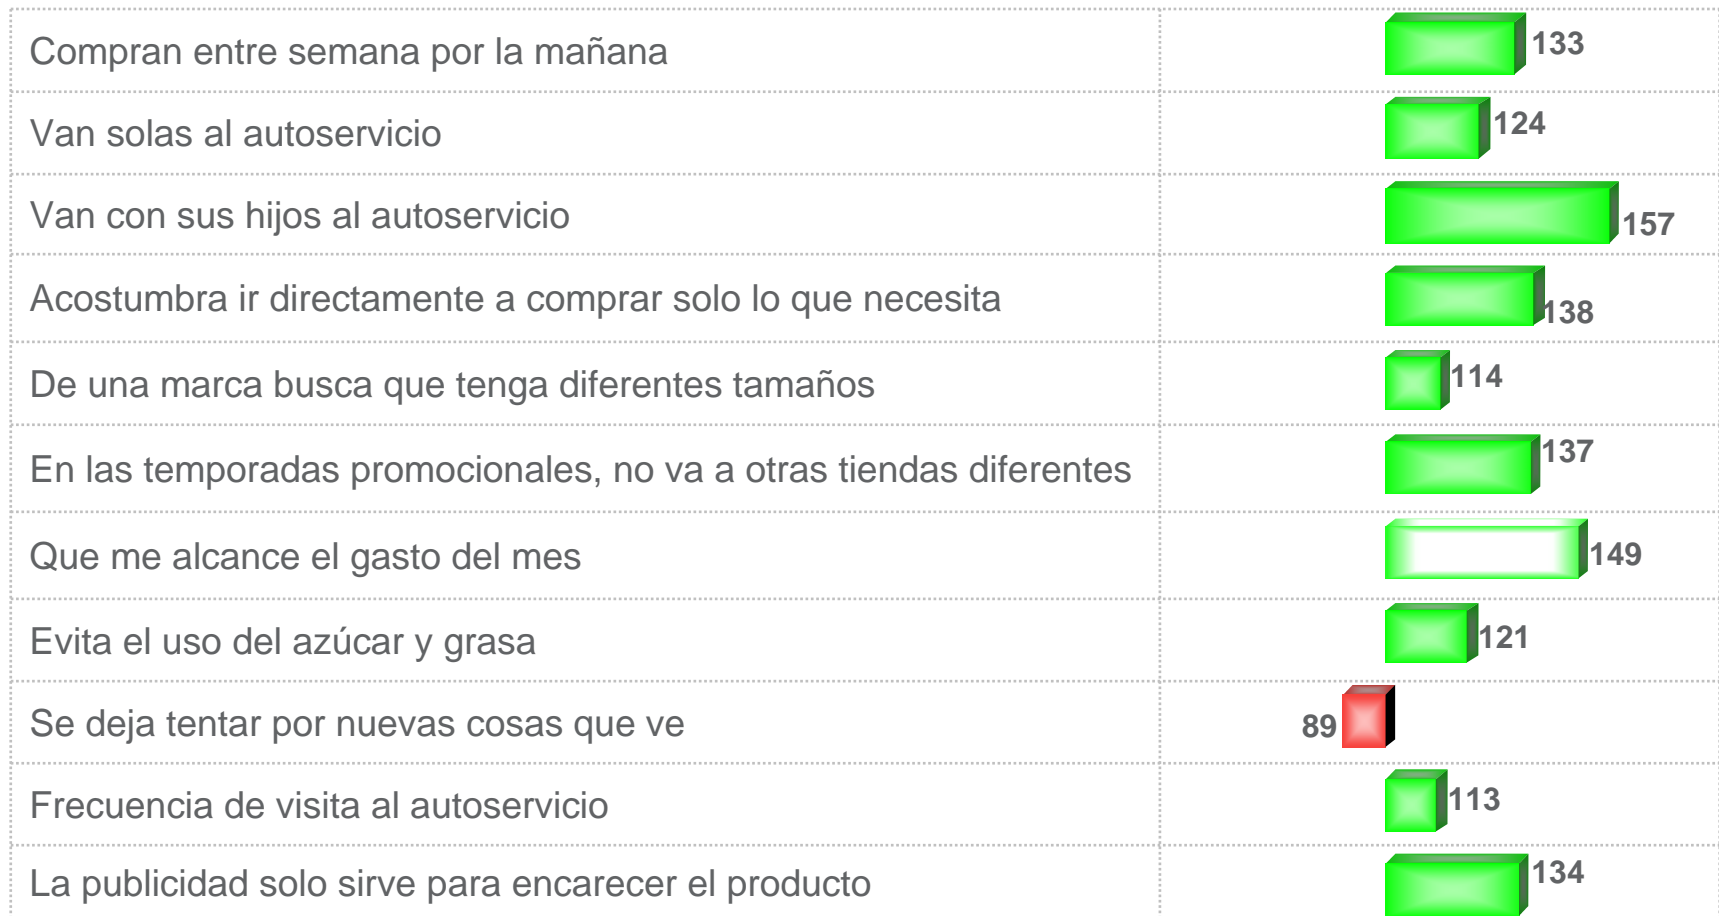 Compran entre semana por la mañana 133
Van solas al autoservicio 124
Van con sus hijos al autoservicio 157
Acostumbra ir directamente a comprar solo lo que necesita 138
De una marca busca que tenga diferentes tamaños 114
En las temporadas promocionales, no va a otras tiendas diferentes 137
Que me alcance el gasto del mes 149
Evita el uso del azúcar y grasa 121
Se deja tentar por nuevas cosas que ve 89
Frecuencia de visita al autoservicio 113
La publicidad solo sirve para encarecer el producto 134